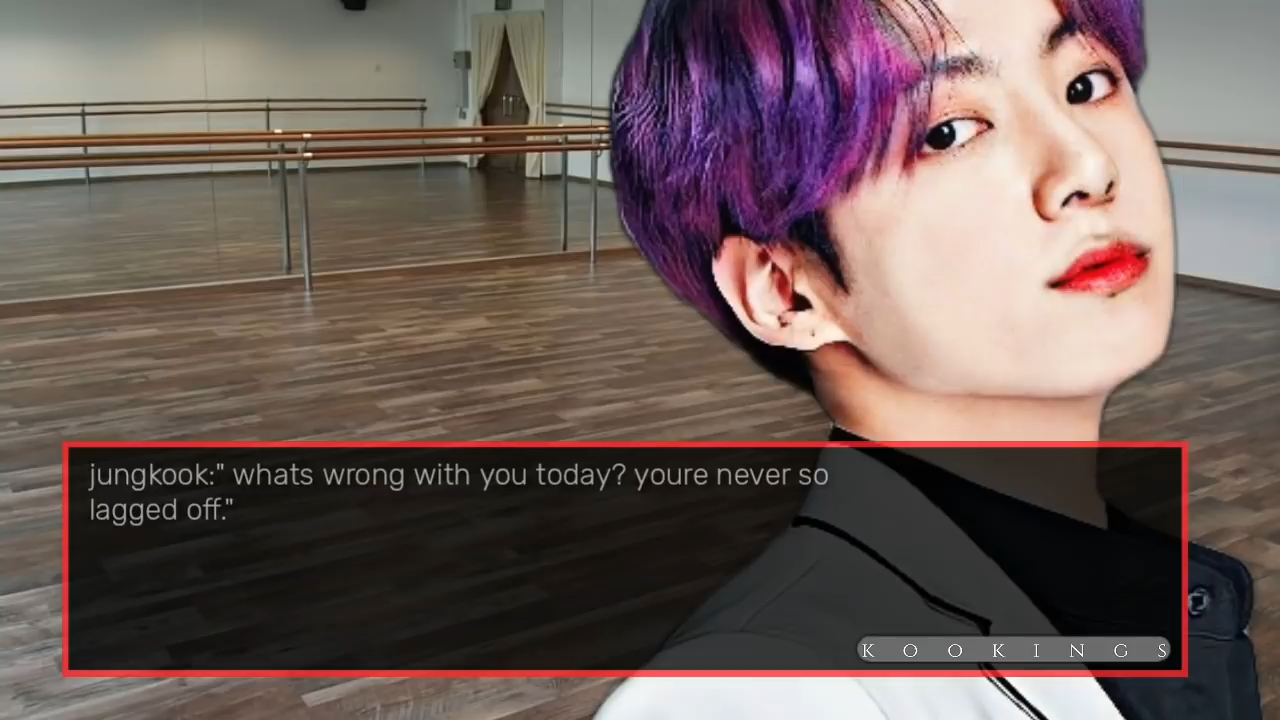 jungkook:" whats wrong with you today? youre never so
lagged off."
K O O K I N G S